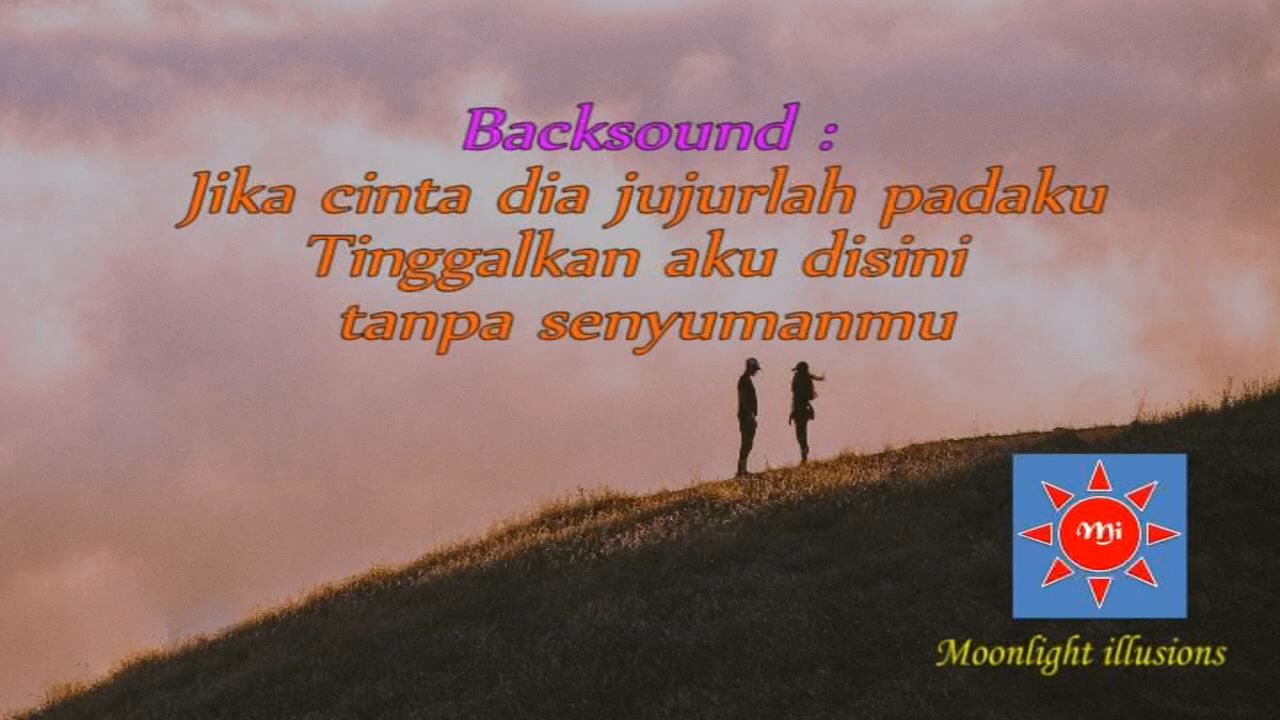 Backsound :
Jika cinta dia jujurlah padaku
Tinggalkan aku disini
tanpa senyumanmu
Mi
Moonlight illusions